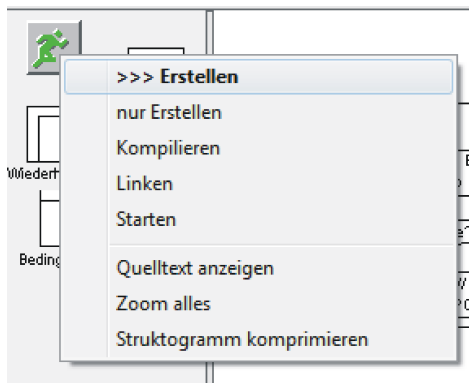 >>> Erstellen
nur Erstellen
Kompilieren
Linken
Starten
Quelltext anzeigen
Zoom alles
Struktogramm komprimieren